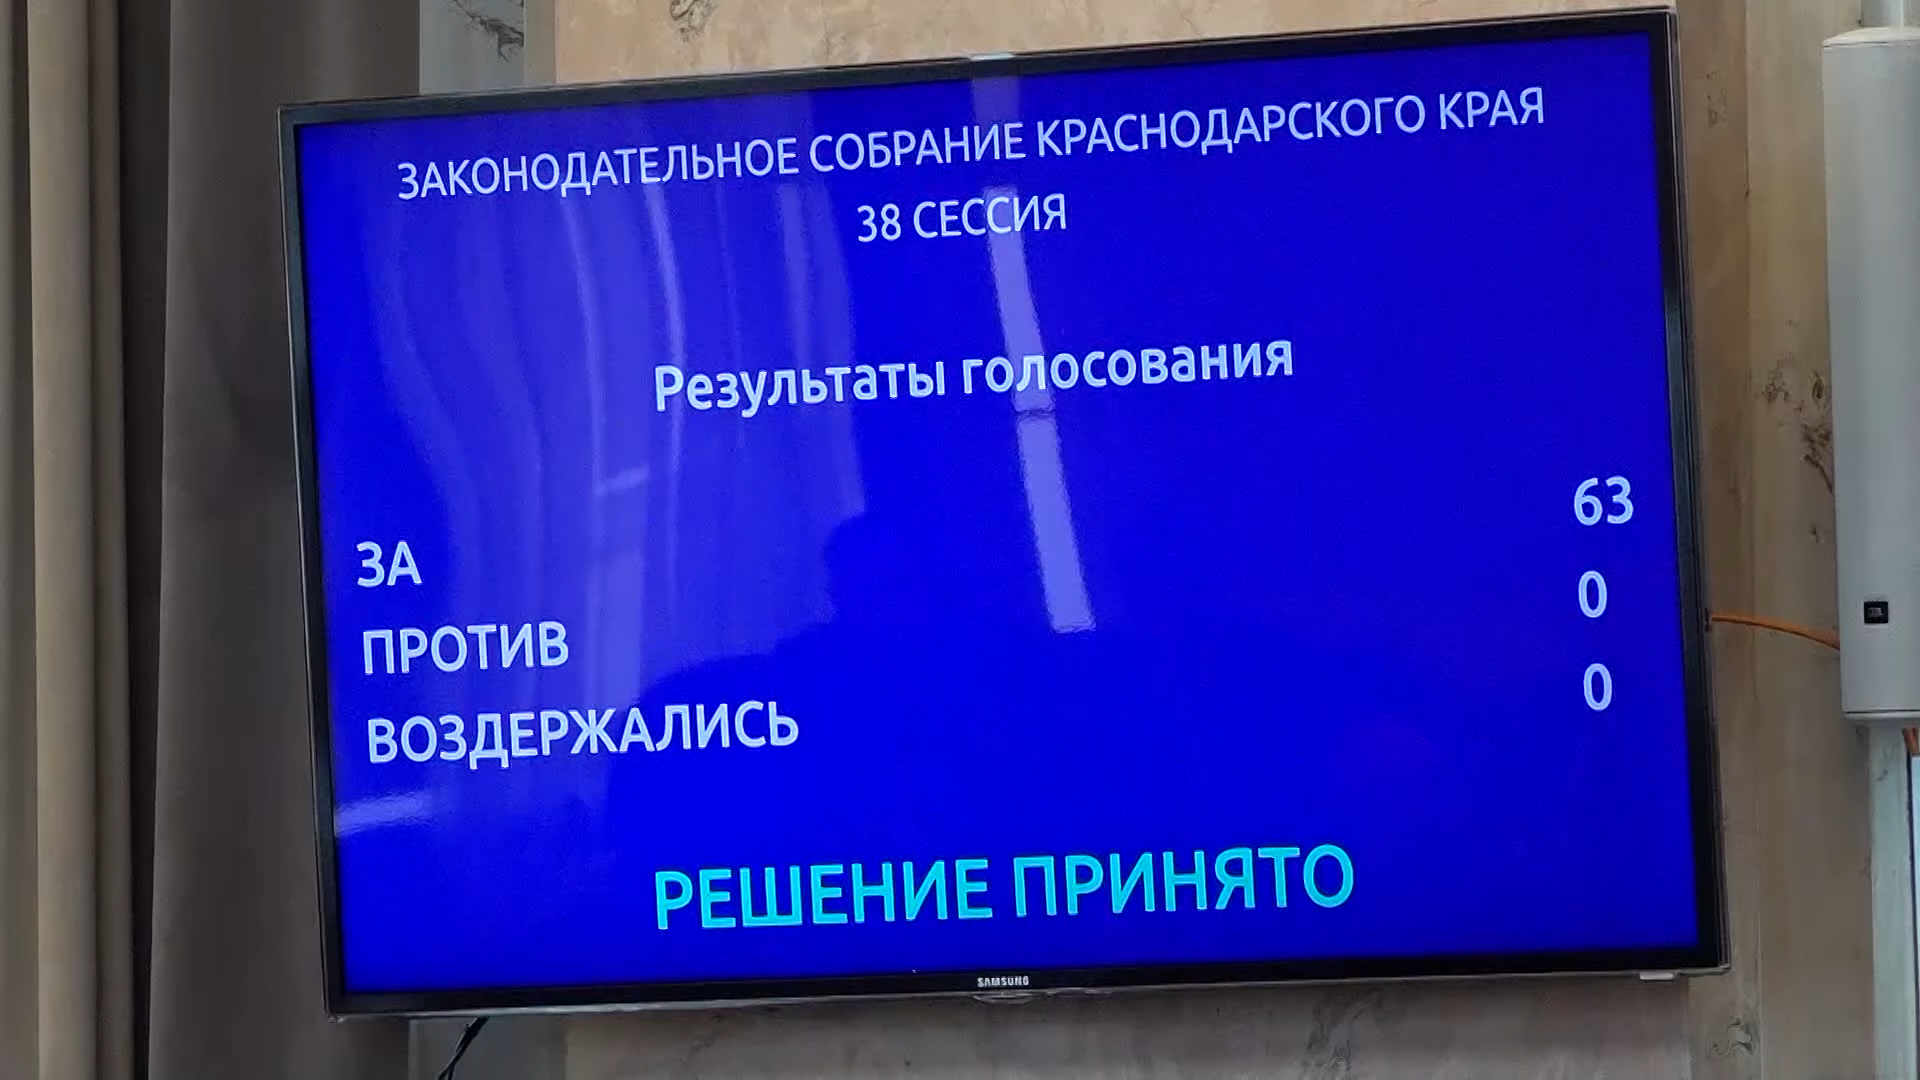 ЗАКОНОДАТЕЛЬНОЕ СОБРАНИЕ КРАСНОДАРСКОГО КРАЯ
38 СЕССИЯ
Результаты голосования
ЗА 63
ПРОТИВ 0
ВОЗДЕРЖАЛИСЬ 0
РЕШЕНИЕ ПРИНЯТО
SAMSUNG